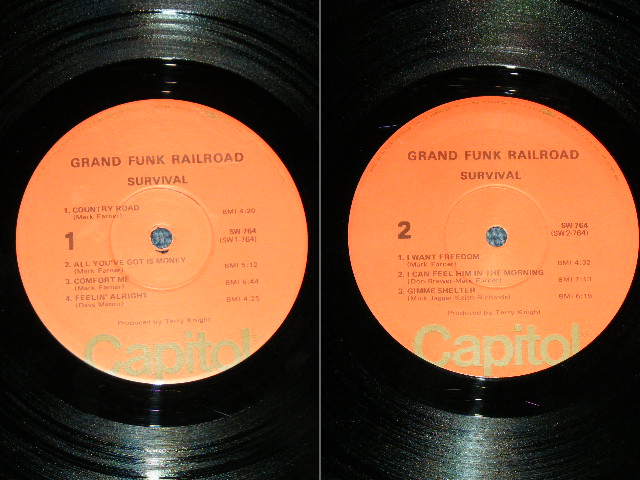 GRAND FUNK RAILROAD
SURVIVAL
1. COUNTRY ROAD BMI 4:20
(Mark Farner)
1
SW 764
(SW1-764)
2. ALL YOU'VE GOT IS MONEY BMI 5:12
(Mark Farner)
3. COMFORT ME BMI 6:44
(Mark Farner)
4. FEELIN' ALRIGHT BMI 4:25
(Dave Mason)
Produced by Terry Knight
Capitol
GRAND FUNK RAILROAD
SURVIVAL
2
SW 764
(SW2-764)
1. I WANT FREEDOM BMI 4:32
(Mark Farner)
2. I CAN FEEL HIM IN THE MORNING BMI 7:13
(Don Brewer-Mark Farner)
3. GIMME SHELTER BMI 6:19
(Mick Jagger-Keith Richards)
Produced by Terry Knight
Capitol